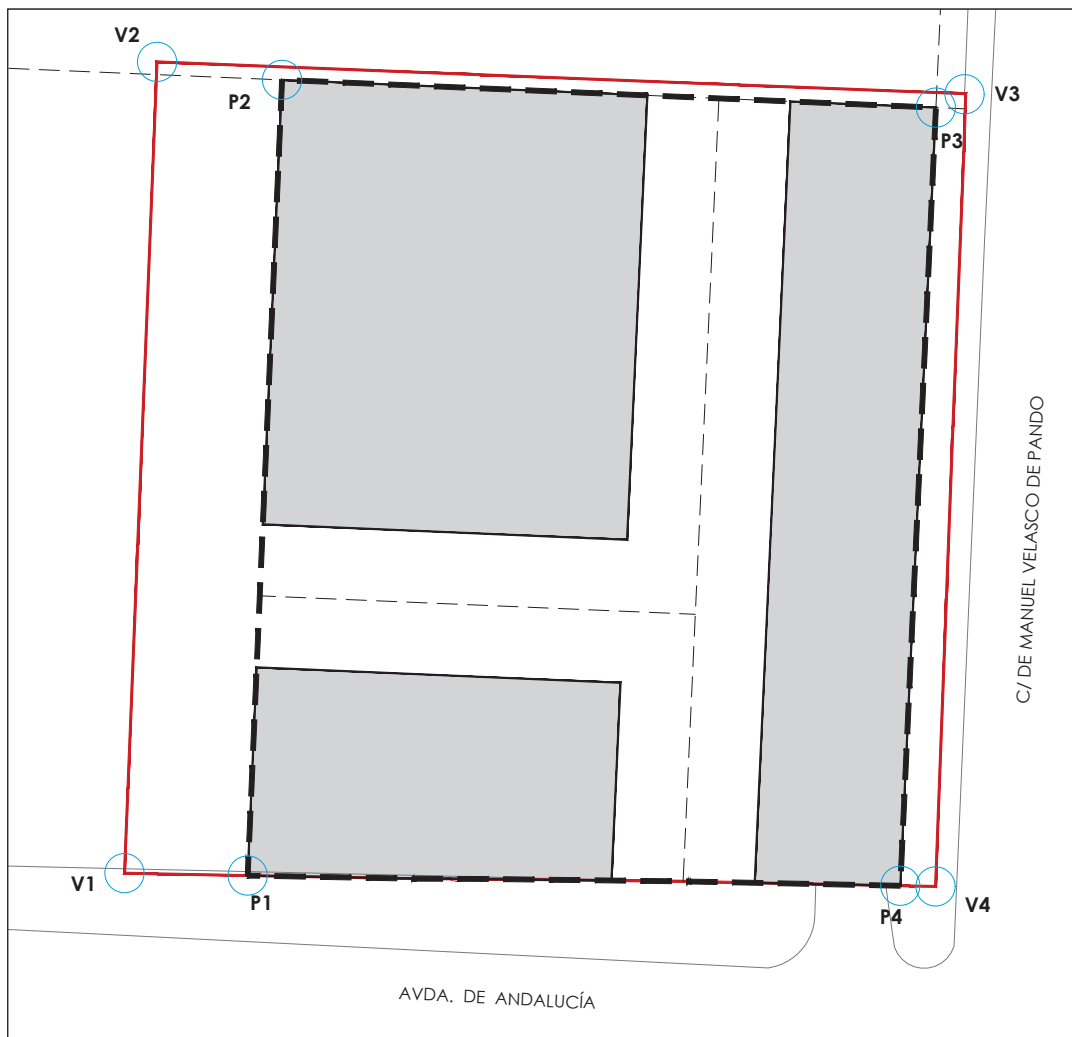 V2
P2
V3
P3
C/ DE MANUEL VELASCO DE PANDO
V1
P1
P4
V4
AVDA. DE ANDALUCÍA